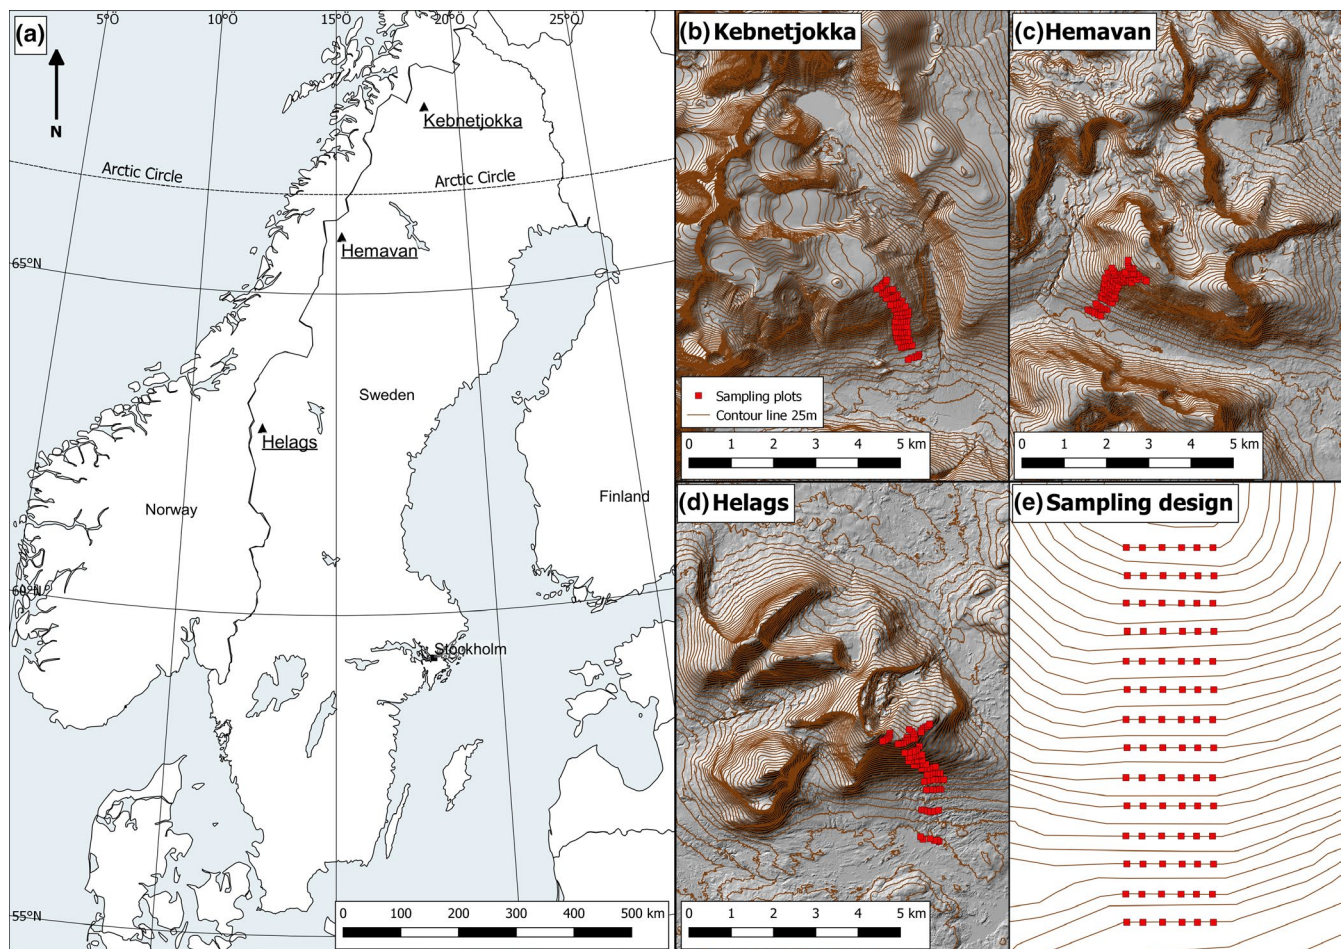 (a)
5°
10°
15°
20°
25°
N
Kebnetjokka
Arctic Circle
Arctic Circle
Hemavan
65°N
Sweden
Helags
Norway
Finland
60°N
Stockholm
55°N
0 100 200 300 400 500 km
(b) Kebnetjokka
Sampling plots
Contour line 25m
0 1 2 3 4 5 km
(c) Hemavan
0 1 2 3 4 5 km
(d) Helags
0 1 2 3 4 5 km
(e) Sampling design